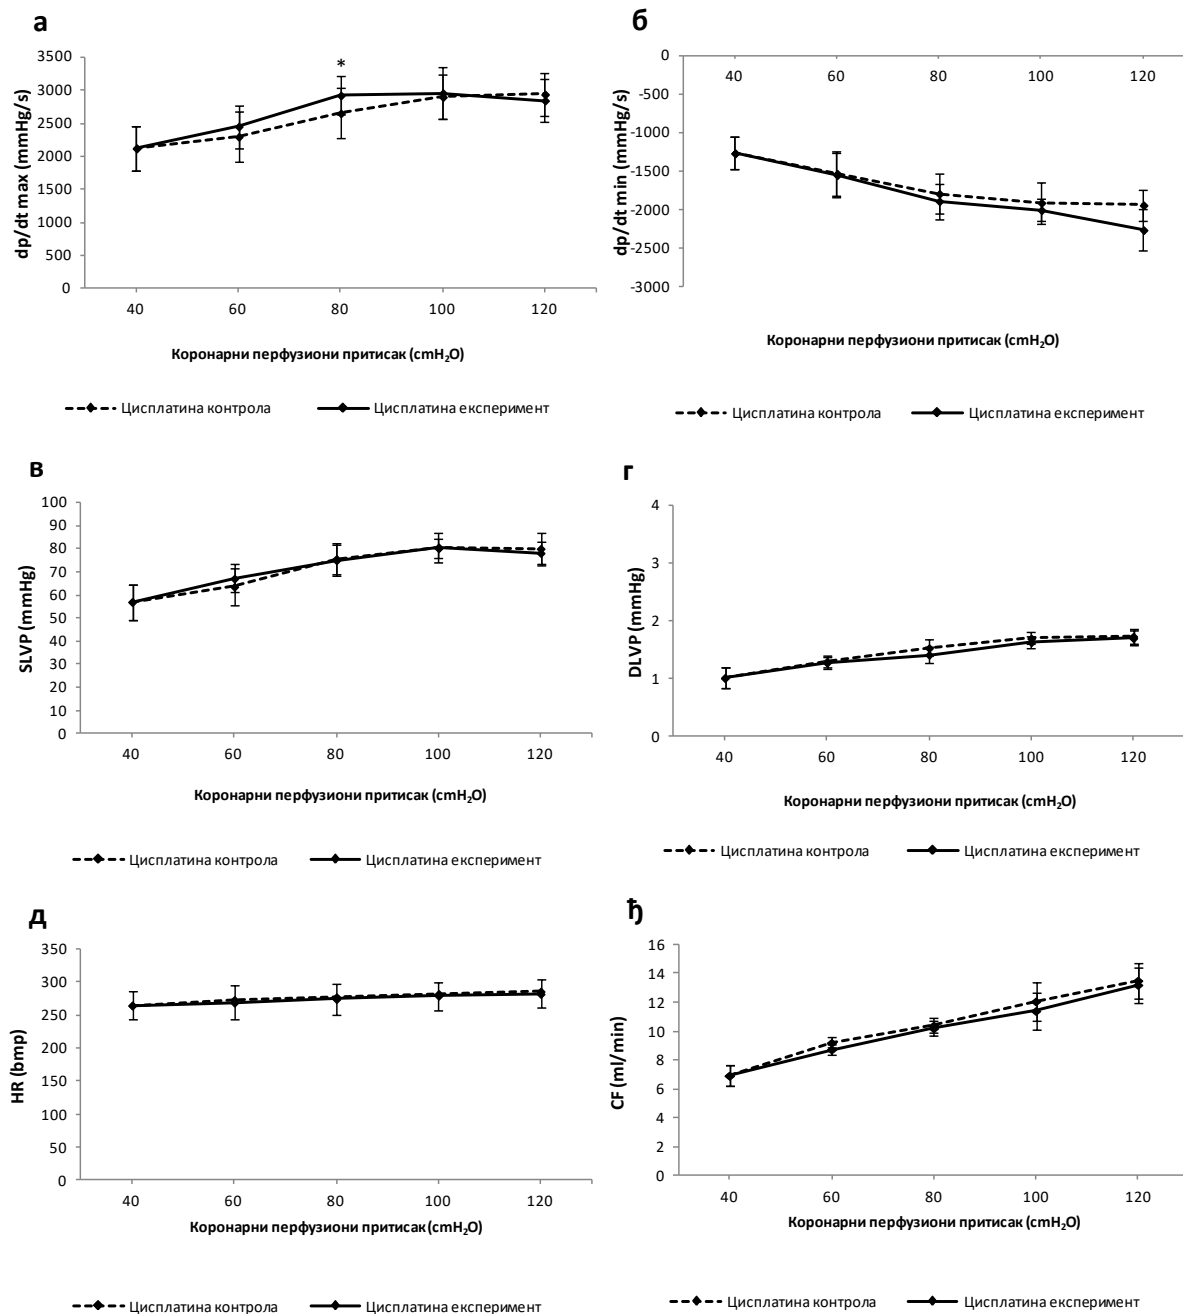 а
3500
3000
2500
2000
1500
1000
500
0
dp/dt max (mmHg/s)
*
40 60 80 100 120
Коронарни перфузиони притисак (cmH₂O)
Цисплатина контрола Цисплатина експеримент
б
0
-500
-1000
-1500
-2000
-2500
-3000
dp/dt min (mmHg/s)
40 60 80 100 120
Коронарни перфузиони притисак (cmH₂O)
Цисплатина контрола Цисплатина експеримент
в
100
90
80
70
60
50
40
30
20
10
0
SLVP (mmHg)
40 60 80 100 120
Коронарни перфузиони притисак (cmH₂O)
Цисплатина контрола Цисплатина експеримент
г
4
3
2
1
0
DLVP (mmHg)
40 60 80 100 120
Коронарни перфузиони притисак (cmH₂O)
Цисплатина контрола Цисплатина експеримент
д
350
300
250
200
150
100
50
0
HR (bmp)
40 60 80 100 120
Коронарни перфузиони притисак (cmH₂O)
Цисплатина контрола Цисплатина експеримент
ђ
16
14
12
10
8
6
4
2
0
CF (ml/min)
40 60 80 100 120
Коронарни перфузиони притисак (cmH₂O)
Цисплатина контрола Цисплатина експеримент